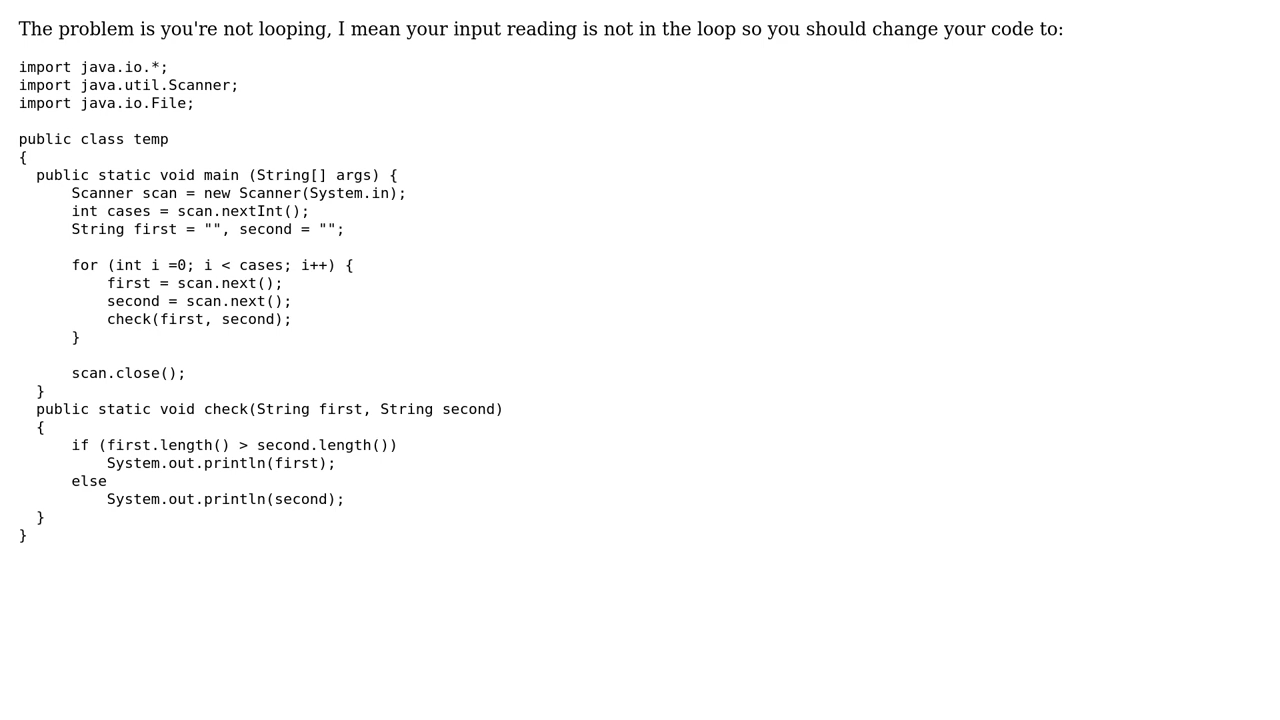 The problem is you're not looping, I mean your input reading is not in the loop so you should change your code to:
import java.io.*;
import java.util.Scanner;
import java.io.File;

public class temp
{
  public static void main (String[] args) {
      Scanner scan = new Scanner(System.in);
      int cases = scan.nextInt();
      String first = "", second = "";

      for (int i =0; i < cases; i++) {
          first = scan.next();
          second = scan.next();
          check(first, second);
      }

      scan.close();
  }
  public static void check(String first, String second)
  {
      if (first.length() > second.length())
          System.out.println(first);
      else
          System.out.println(second);
  }
}